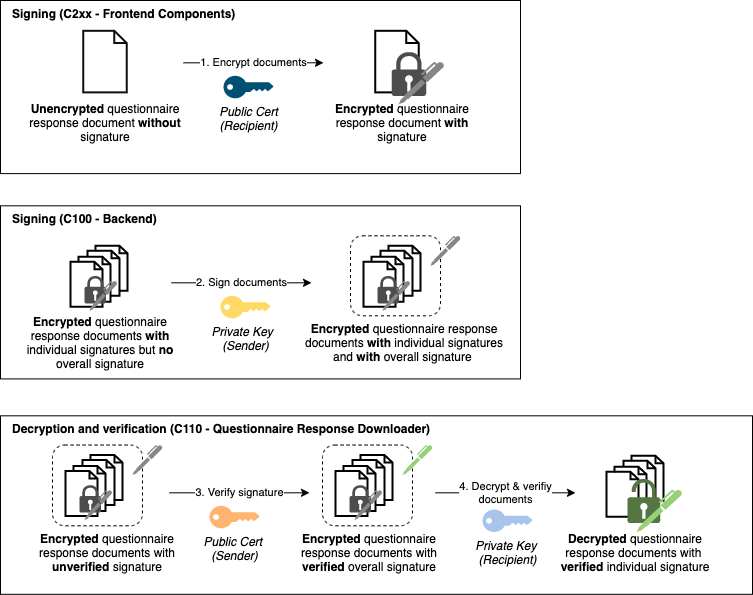 Signing (C2xx - Frontend Components)
1. Encrypt documents
Public Cert
(Recipient)
Unencrypted questionnaire
response document without
signature
Encrypted questionnaire
response document with
signature
Signing (C100 - Backend)
2. Sign documents
Private Key
(Sender)
Encrypted questionnaire
response documents with
individual signatures but no
overall signature
Encrypted questionnaire response
documents with individual signatures
and with overall signature
Decryption and verification (C110 - Questionnaire Response Downloader)
3. Verify signature
Public Cert
(Sender)
4. Decrypt & verifiy
documents
Private Key
(Recipient)
Encrypted questionnaire
response documents with
unverified signature
Encrypted questionnaire
response documents with
verified overall signature
Decrypted questionnaire
response documents with
verified individual signature